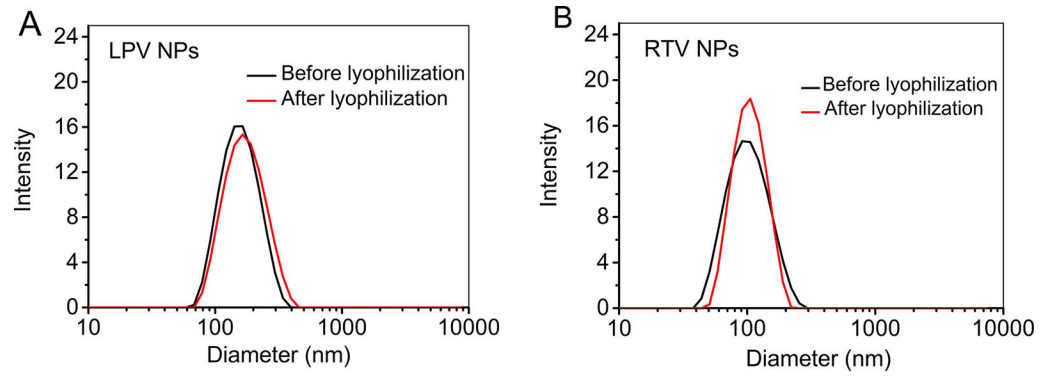 A
LPV NPs
Before lyophilization
After lyophilization
Intensity
24
20
16
12
8
4
0
10
100
1000
10000
Diameter (nm)
B
RTV NPs
Before lyophilization
After lyophilization
Intensity
24
20
16
12
8
4
0
10
100
1000
10000
Diameter (nm)